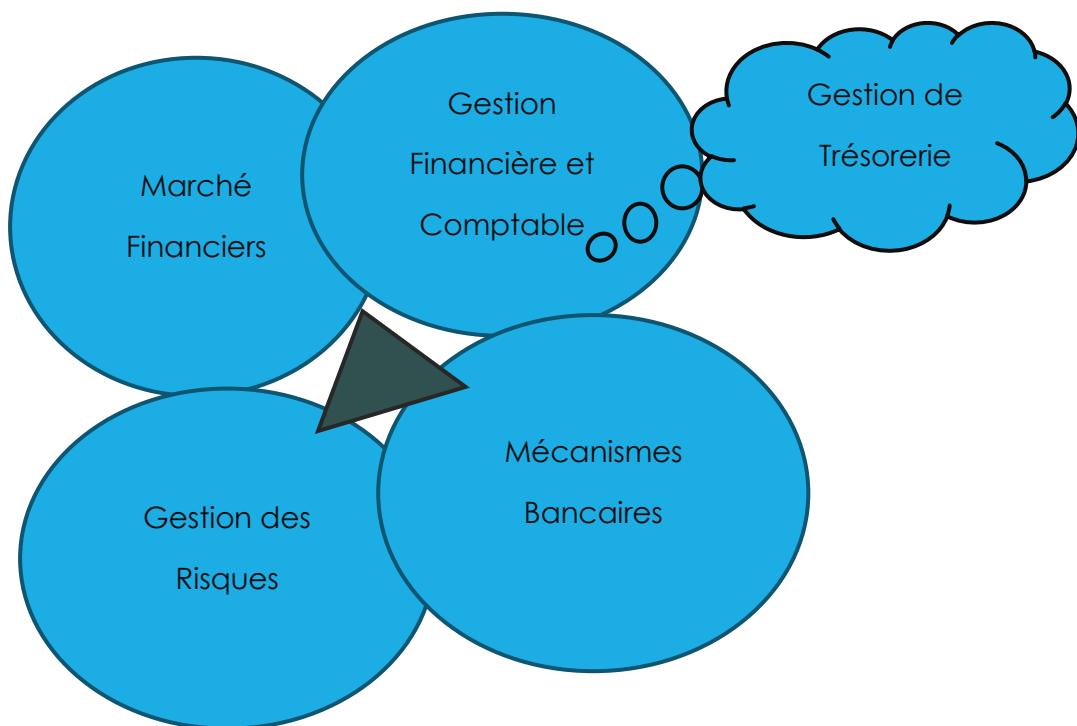 Marché
Financiers
Gestion
Financière et
Comptable
Gestion de
Trésorerie
Gestion des
Risques
Mécanismes
Bancaires